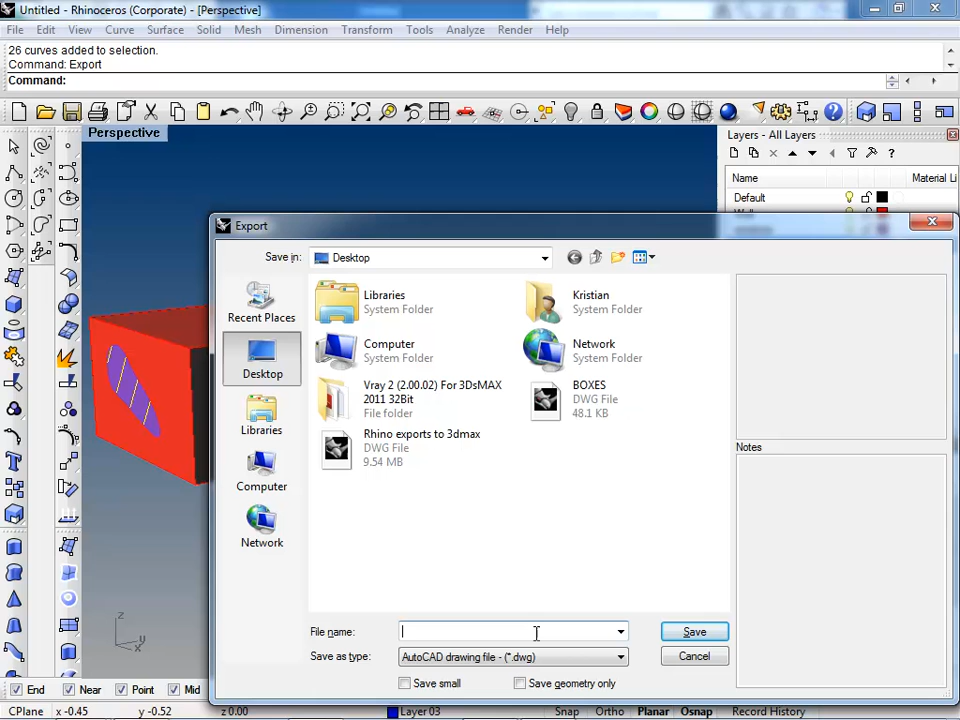 Untitled - Rhinoceros (Corporate) - [Perspective]
File Edit View Curve Surface Solid Mesh Dimension Transform Tools Analyze Render Help
26 curves added to selection.
Command: Export
Command:
Perspective
Layers - All Layers
Name Material Li
Default
Export
Save in: Desktop
Recent Places
Desktop
Libraries
Computer
Network
Libraries
System Folder
Kristian
System Folder
Computer
System Folder
Network
System Folder
Vray 2 (2.00.02) For 3DsMAX
2011 32Bit
File folder
BOXES
DWG File
48.1 KB
Rhino exports to 3dmax
DWG File
9.54 MB
Notes
File name:
Save
Save as type: AutoCAD drawing file - (*.dwg)
Cancel
Save small Save geometry only
z
y
x
End Near Point Mid
CPlane x -0.45 y -0.52 z 0.00 Layer 03 Snap Ortho Planar Osnap Record History